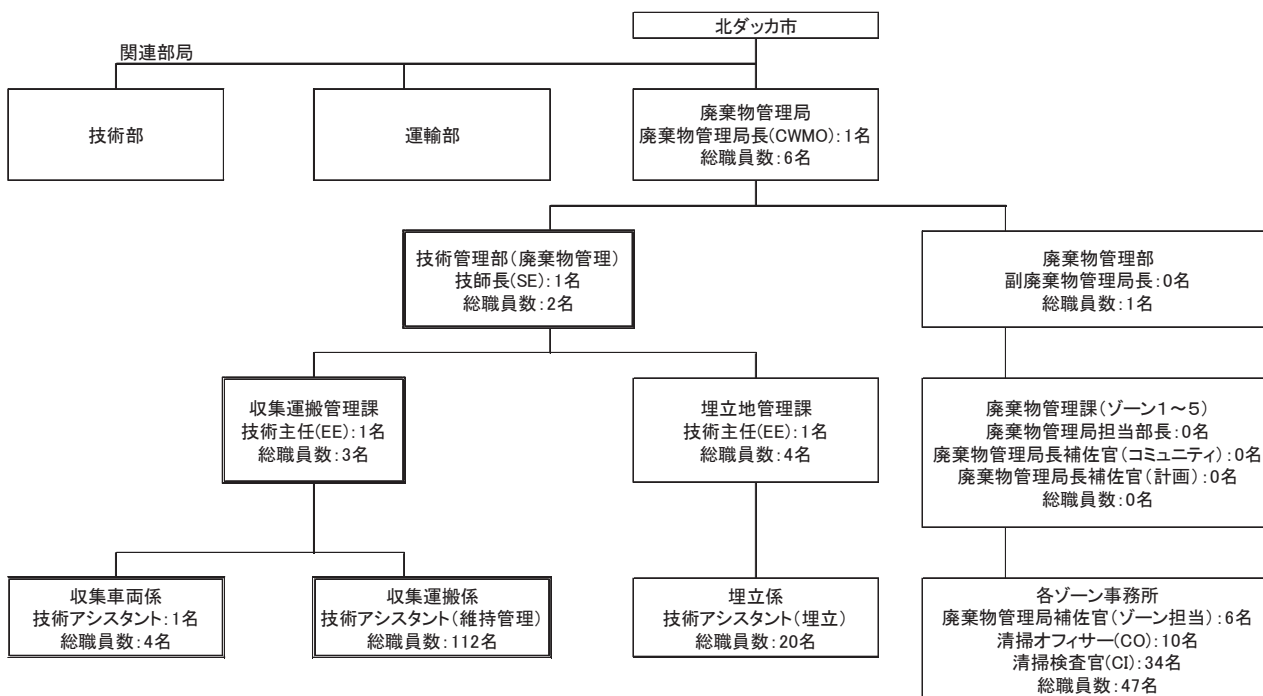 北ダッカ市
関連部局
技術部
運輸部
廃棄物管理局
廃棄物管理局長(CWMO):1名
総職員数:6名
技術管理部(廃棄物管理)
技師長(SE):1名
総職員数:2名
廃棄物管理部
副廃棄物管理局長:0名
総職員数:1名
収集運搬管理課
技術主任(EE):1名
総職員数:3名
埋立地管理課
技術主任(EE):1名
総職員数:4名
廃棄物管理課(ゾーン1~5)
廃棄物管理局担当部長:0名
廃棄物管理局長補佐官(コミュニティ):0名
廃棄物管理局長補佐官(計画):0名
総職員数:0名
収集車両係
技術アシスタント:1名
総職員数:4名
収集運搬係
技術アシスタント(維持管理)
総職員数:112名
埋立係
技術アシスタント(埋立)
総職員数:20名
各ゾーン事務所
廃棄物管理局補佐官(ゾーン担当):6名
清掃オフィサー(CO):10名
清掃検査官(CI):34名
総職員数:47名